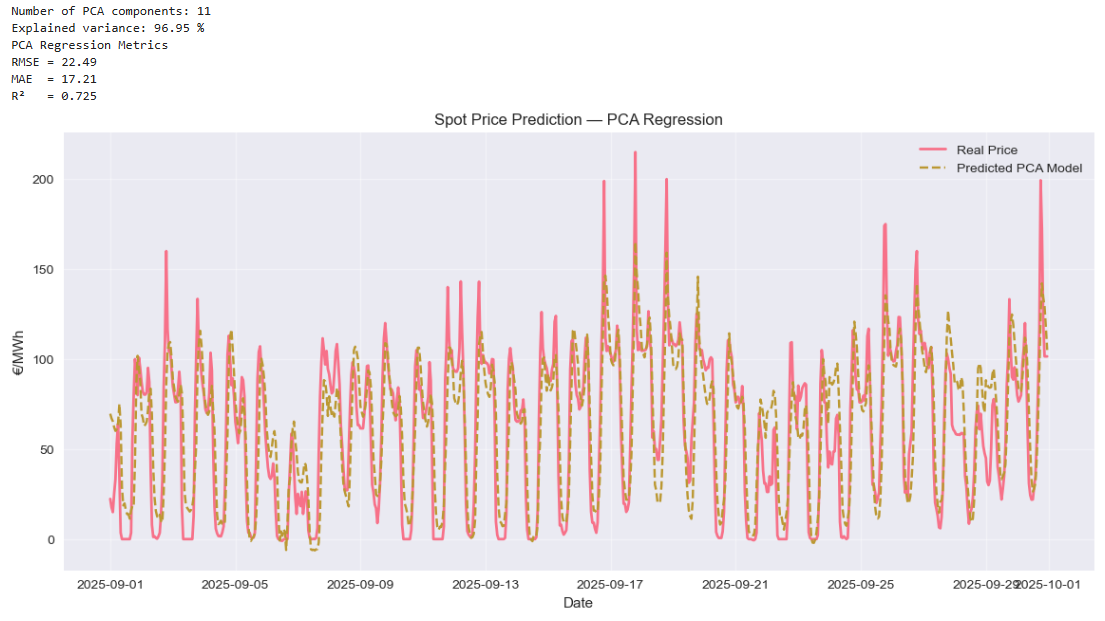 Number of PCA components: 11
Explained variance: 96.95 %
PCA Regression Metrics
RMSE = 22.49
MAE  = 17.21
R²   = 0.725
Spot Price Prediction — PCA Regression
Real Price
Predicted PCA Model
€/MWh
200
150
100
50
0
2025-09-01 2025-09-05 2025-09-09 2025-09-13 2025-09-17 2025-09-21 2025-09-25 2025-09-29 2025-10-01
Date